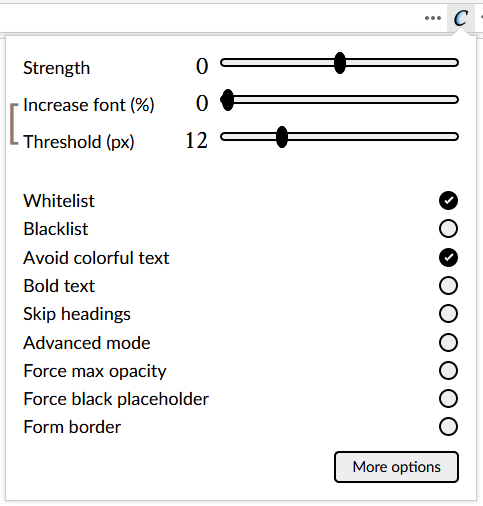 C
Strength 0
Increase font (%) 0
Threshold (px) 12
Whitelist
Blacklist
Avoid colorful text
Bold text
Skip headings
Advanced mode
Force max opacity
Force black placeholder
Form border
More options